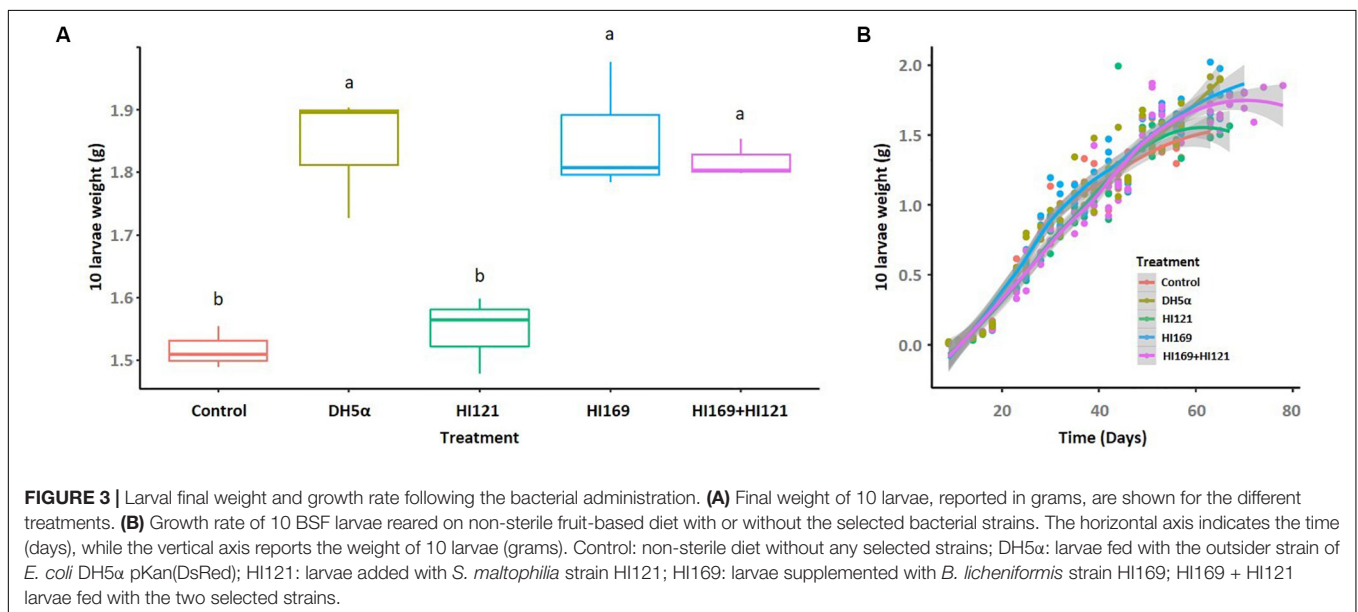 A
10 larvae weight (g)
1.9
1.8
1.7
1.6
1.5
b
a
b
a
a
Control DH5α HI121 HI169 HI169+HI121
Treatment
B
10 larvae weight (g)
2.0
1.5
1.0
0.5
0.0
Treatment
Control
DH5α
HI121
HI169
HI169+HI121
20 40 60 80
Time (Days)
FIGURE 3 | Larval final weight and growth rate following the bacterial administration. (A) Final weight of 10 larvae, reported in grams, are shown for the different
treatments. (B) Growth rate of 10 BSF larvae reared on non-sterile fruit-based diet with or without the selected bacterial strains. The horizontal axis indicates the time
(days), while the vertical axis reports the weight of 10 larvae (grams). Control: non-sterile diet without any selected strains; DH5α: larvae fed with the outsider strain of
E. coli DH5α pKan(DsRed); HI121: larvae added with S. maltophilia strain HI121; HI169: larvae supplemented with B. licheniformis strain HI169; HI169 + HI121
larvae fed with the two selected strains.